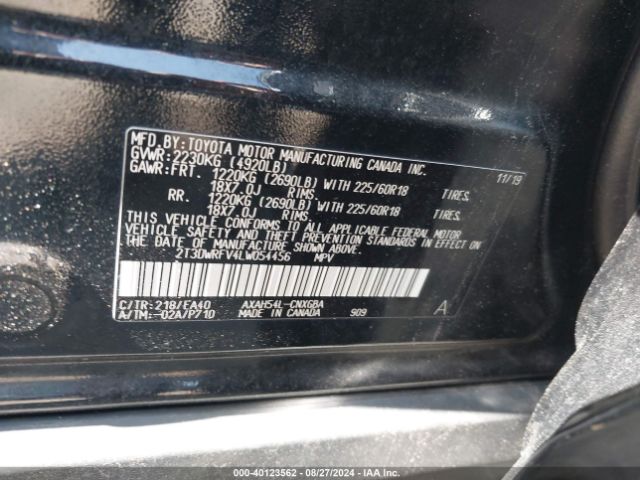 MFD.BY:TOYOTA MOTOR MANUFACTURING CANADA INC.
GVWR:2230KG (4920LB) 11/19
GAWR:FRT. 1220KG (2690LB) WITH 225/60R18 TIRES.
18X7.0J RIMS.
RR. 1220KG (2690LB) WITH 225/60R18 TIRES.
18X7.0J RIMS.
THIS VEHICLE CONFORMS TO ALL APPLICABLE FEDERAL MOTOR
VEHICLE SAFETY AND THEFT PREVENTION STANDARDS IN EFFECT
ON THE DATE OF MANUFACTURE SHOWN ABOVE.
2T3DWRFV4LW054456 MPV
C/TR:218/EA40 AXAH54L-CNXGBA
A/TM:-02A/P710 MADE IN CANADA 909 A
000-40123562 - 08/27/2024 - IAA Inc.